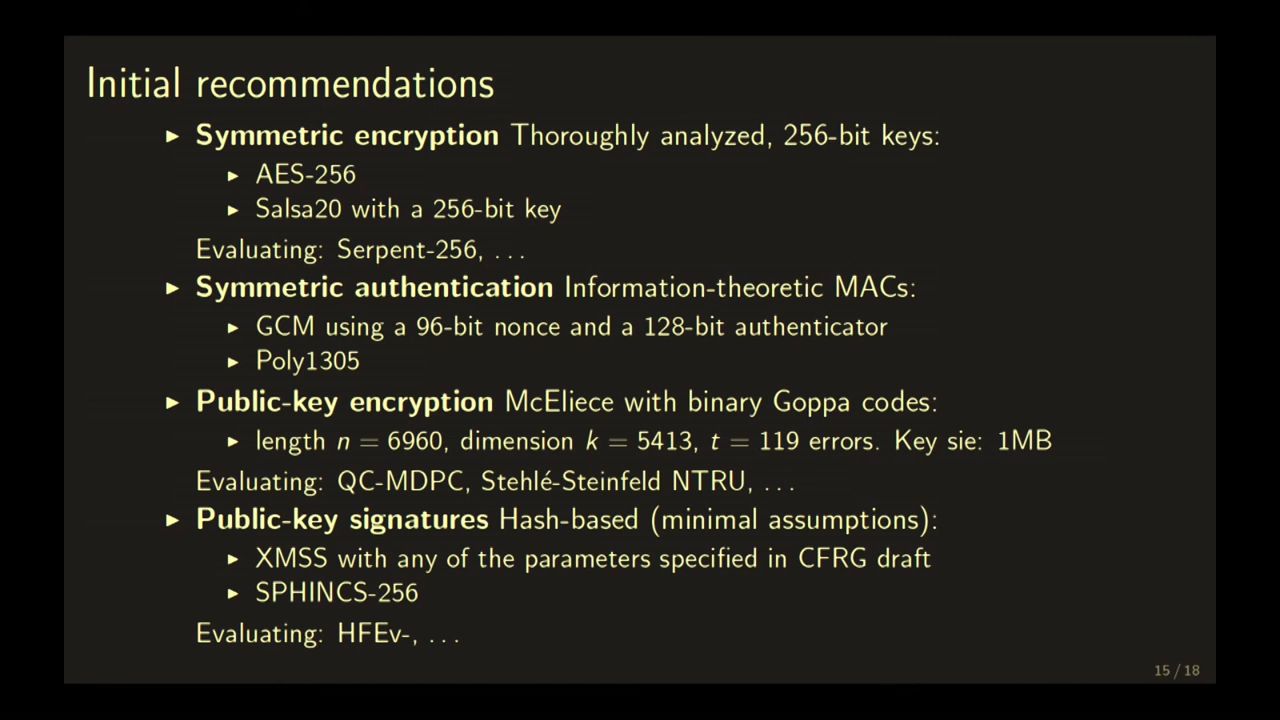 Initial recommendations
▶ Symmetric encryption Thoroughly analyzed, 256-bit keys:
▶ AES-256
▶ Salsa20 with a 256-bit key
Evaluating: Serpent-256, ...
▶ Symmetric authentication Information-theoretic MACs:
▶ GCM using a 96-bit nonce and a 128-bit authenticator
▶ Poly1305
▶ Public-key encryption McEliece with binary Goppa codes:
▶ length n = 6960, dimension k = 5413, t = 119 errors. Key sie: 1MB
Evaluating: QC-MDPC, Stehlé-Steinfeld NTRU, ...
▶ Public-key signatures Hash-based (minimal assumptions):
▶ XMSS with any of the parameters specified in CFRG draft
▶ SPHINCS-256
Evaluating: HFEv-, ...
15 / 18